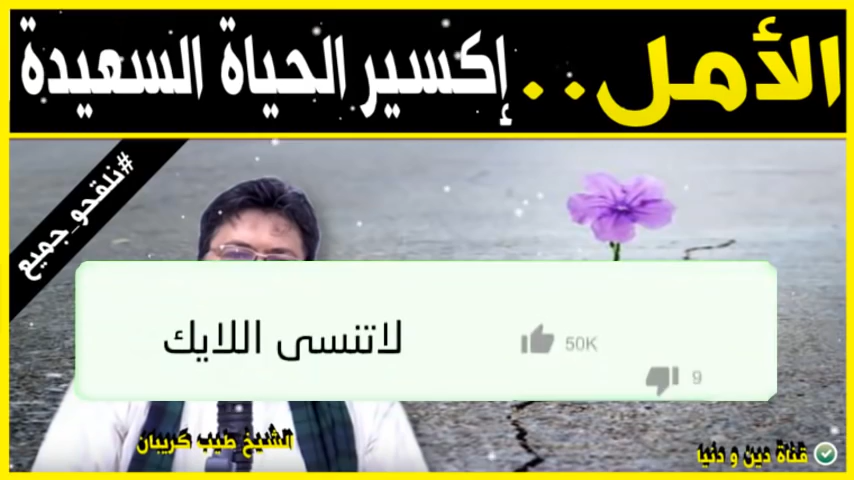 الأمل.. إكسير الحياة السعيدة
#نلقحو_جميع
لاتنسى اللايك
50K
9
الشيخ طيب كريبان
قناة دين و دنيا